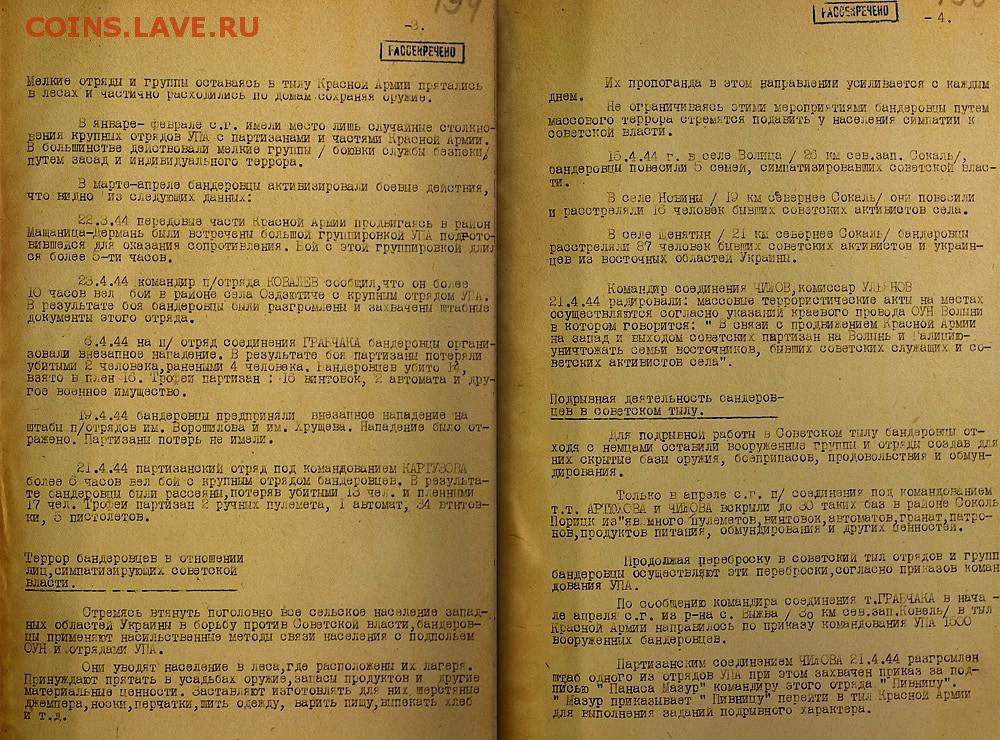 COINS.LAVE.RU
-3.
РАССЕКРЕЧЕНО
Мелкие отряды и группы оставаясь в тылу Красной Армии прятались
в лесах и частично расходились по домам сохраняя оружие.
В январе- феврале с.г. имели место лишь случайные столкно-
вения крупных отрядов УПА с партизанами и частями Красной Армии.
В большинстве действовали мелкие группы / боювки службы безпеки/
путем засад и индивидуального террора.
В марте-апреле бандеровцы активизировали боевые действия,
что видно из следующих данных:
22.3.44 передовые части Красной Армии продвигаясь в район
Мащаница-Дермань были встречены большой группировкой УПА подгото-
вившейся для оказания сопротивления. Бой с этой группировкой длил
ся более 5-ти часов.
23.4.44 командир п/отряда КОВАЛЕВ сообщил,что он более
10 часов вел бой в районе села Оздзютиче с крупным отрядом УПА.
В результате боя бандеровцы были разгромлены и захвачены штабные
документы этого отряда.
6.4.44 на п/ отряд соединения ГРАБЧАКА бандеровцы органи-
зовали внезапное нападение. В результате боя партизаны потеряли
убитыми 2 человека,ранеными 4 человека. Бандеровцев убито 14,
взято в плен 16. Трофеи партизан : 16 винтовок, 2 автомата и дру-
гое военное имущество.
19.4.44 бандеровцы предприняли внезапное нападение на
штабы п/отрядов им. Ворошилова и им. Хрущева. Нападение было от-
ражено. Партизаны потерь не имели.
21.4.44 партизанский отряд под командованием КАРТУЗОВА
более 6 часов вел бой с крупным отрядом бандеровцев. В результа-
те бандеровцы были рассеяны,потеряв убитыми 13 чел. и пленными
17 чел. Трофеи партизан 2 ручных пулемета, 1 автомат, 34 втнтов-
ки, 3 пистолетов.
Террор бандеровцев в отношении
лиц,симпатизирующих советской
власти.
Стремясь втянуть поголовно все сельское население запад-
ных областей Украины в борьбу против Советской власти,бандеров-
цы применяют насильственные методы связи населения с подпольем
ОУН и отрядами УПА.
Они уводят население в леса,где расположены их лагеря.
Принуждают прятать в усадьбах оружие,запасы продуктов и другие
материальные ценности. Заставляют изготовлять для них шерстяные
джемпера,носки,перчатки,шить одежду, варить пищу,выпекать хлеб
и т.д.
РАССЕКРЕЧЕНО
- 4.
Их пропаганда в этом направлении усиливается с каждым
днем.
Не ограничиваясь этими мероприятиями бандеровцы путем
массового террора стремятся подавить у населения симпатии к
советской власти.
15.4.44 г. в селе Волица / 26 км сев.зап. Сокаль/,
бандеровцы повесили 5 семей, симпатизировавших советской влас-
ти.
В селе Новины / 19 км севернее Сокаль/ они повесили
и расстреляли 16 человек бывших советских активистов села.
В селе Щенятын / 21 км севернее Сокаль/ бандеровцы
расстреляли 87 человек бывших советских активистов и украин-
цев из восточных областей Украины.
Командир соединения ЧИЖОВ,комиссар УЛЬЯНОВ
21.4.44 радировали: массовые террористические акты на местах
осуществляются согласно указаний краевого провода ОУН Волыни
в котором говорится: " В связи с продвижением Красной Армии
на запад и выходом советских партизан на Волынь и Галицию-
уничтожать семьи восточников, бывших советских служащих и со-
ветских активистов села".
Подрывная деятельность бандеров-
цев в советском тылу.
Для подрывной работы в Советском тылу бандеровцы от-
ходя с немцами оставили вооруженные группы и отряды создав для
них скрытые базы оружия, боеприпасов, продовольствия и обмун-
дирования.
Только в апреле с.г. п/ соединения под командованием
т.т. АРТЮХОВА и ЧИЖОВА вскрыли до 30 таких баз в районе Соколь
Порицк из"яв много пулеметов,винтовок,автоматов,гранат,патро-
нов,продуктов питания, обмундирования и других ценностей.
Продолжая переброску в советский тыл отрядов и групп
бандеровцы осуществляют эти переброски,согласно приказов коман
дования УПА.
По сообщению командира соединения т.ГРАБЧАКА в нача -
ле апреля с.г. из р-на с. Выжва / 36 км сев.зап.Ковель/ в тыл
Красной Армии направилось по приказу командования УПА 1500
вооруженных бандеровцев.
Партизанским соединением ЧИЖОВА 21.4.44 разгромлен
штаб одного из отрядов УПА при этом захвачен приказ за под-
писью " Панаса Мазур" командиру этого отряда " Пивницу".
" Мазур приказывает " Пивницу" перейти в тыл Красной Армии
для выполнения заданий подрывного характера.